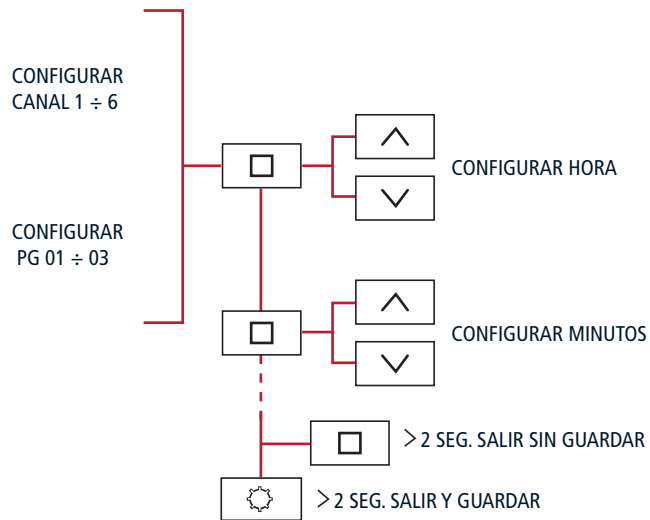 CONFIGURAR
CANAL 1 ÷ 6
CONFIGURAR HORA
CONFIGURAR
PG 01 ÷ 03
CONFIGURAR MINUTOS
>2 SEG. SALIR SIN GUARDAR
>2 SEG. SALIR Y GUARDAR